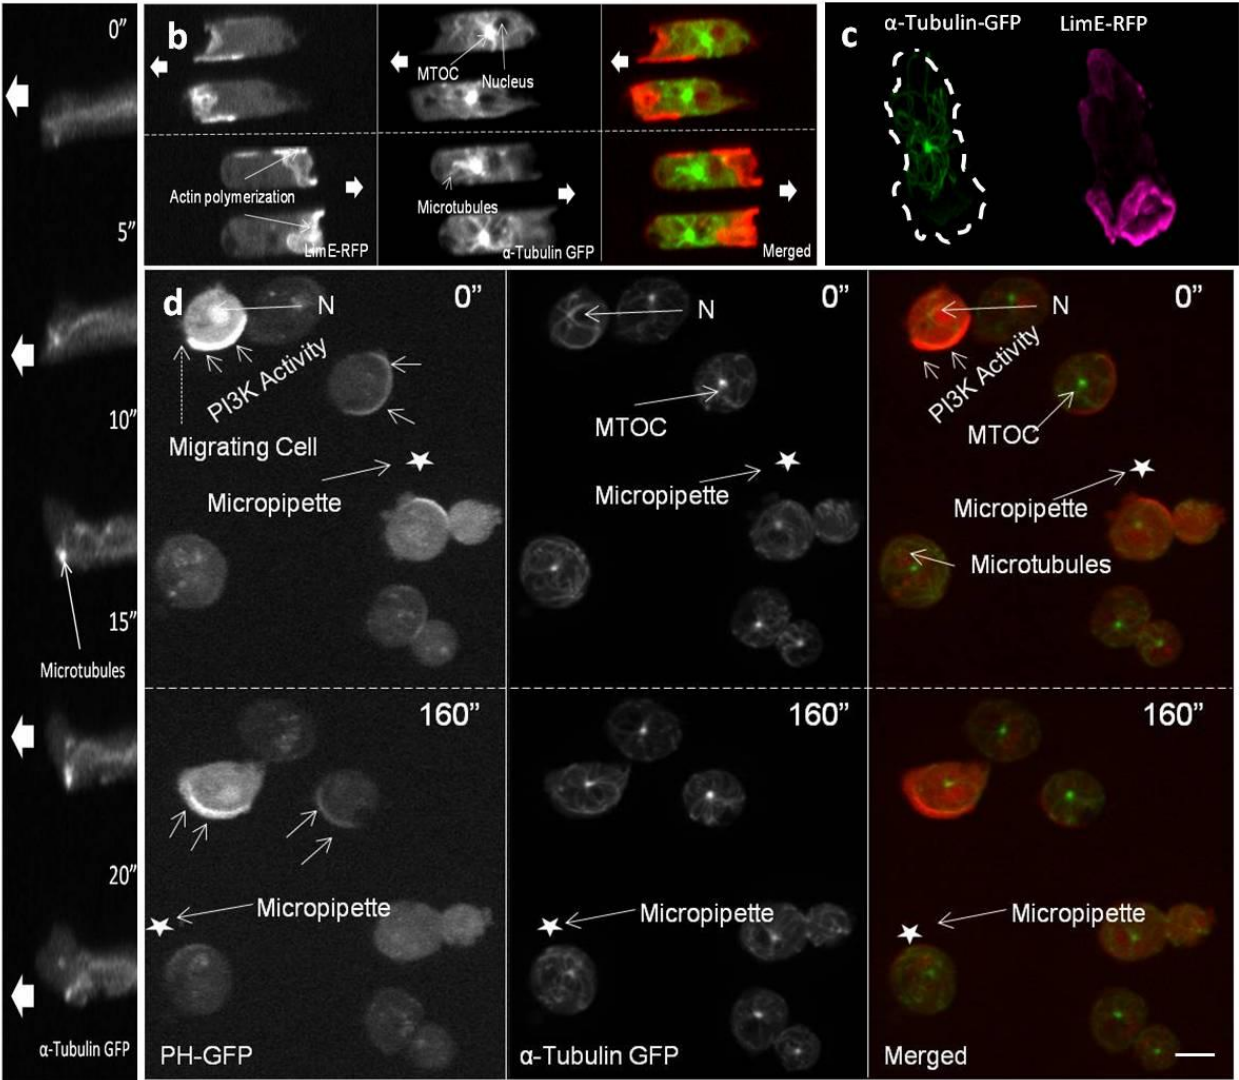 0”
5”
10”
15”
Microtubules
20”
α-Tubulin GFP
b
MTOC
Nucleus
Actin polymerization
Microtubules
LimE-RFP
α-Tubulin GFP
Merged
c
α-Tubulin-GFP
LimE-RFP
d
0”
N
PI3K Activity
Migrating Cell
Micropipette
0”
N
MTOC
Micropipette
0”
N
PI3K Activity
MTOC
Micropipette
Microtubules
160”
Micropipette
PH-GFP
160”
Micropipette
α-Tubulin GFP
160”
Micropipette
Merged